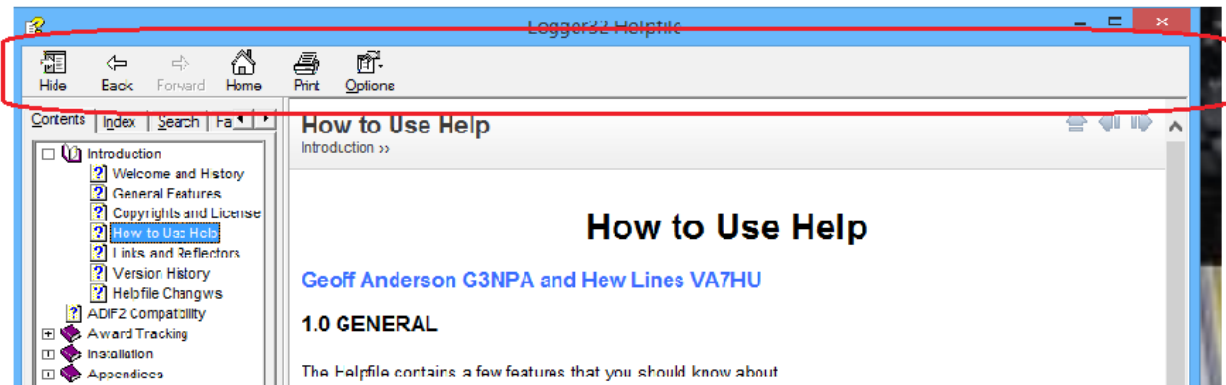 Logger32 Helpfile
Hide Back Forward Home Print Options
Contents Index Search Fa
How to Use Help
Introduction >>
Introduction
Welcome and History
General Features
Copyrights and License
How to Use Help
Links and Reflectors
Version History
Helpfile Changws
ADIF2 Compatbility
Award Tracking
Installation
Appendices
How to Use Help
Geoff Anderson G3NPA and Hew Lines VA7HU
1.0 GENERAL
The Helpfile contains a few features that you should know about